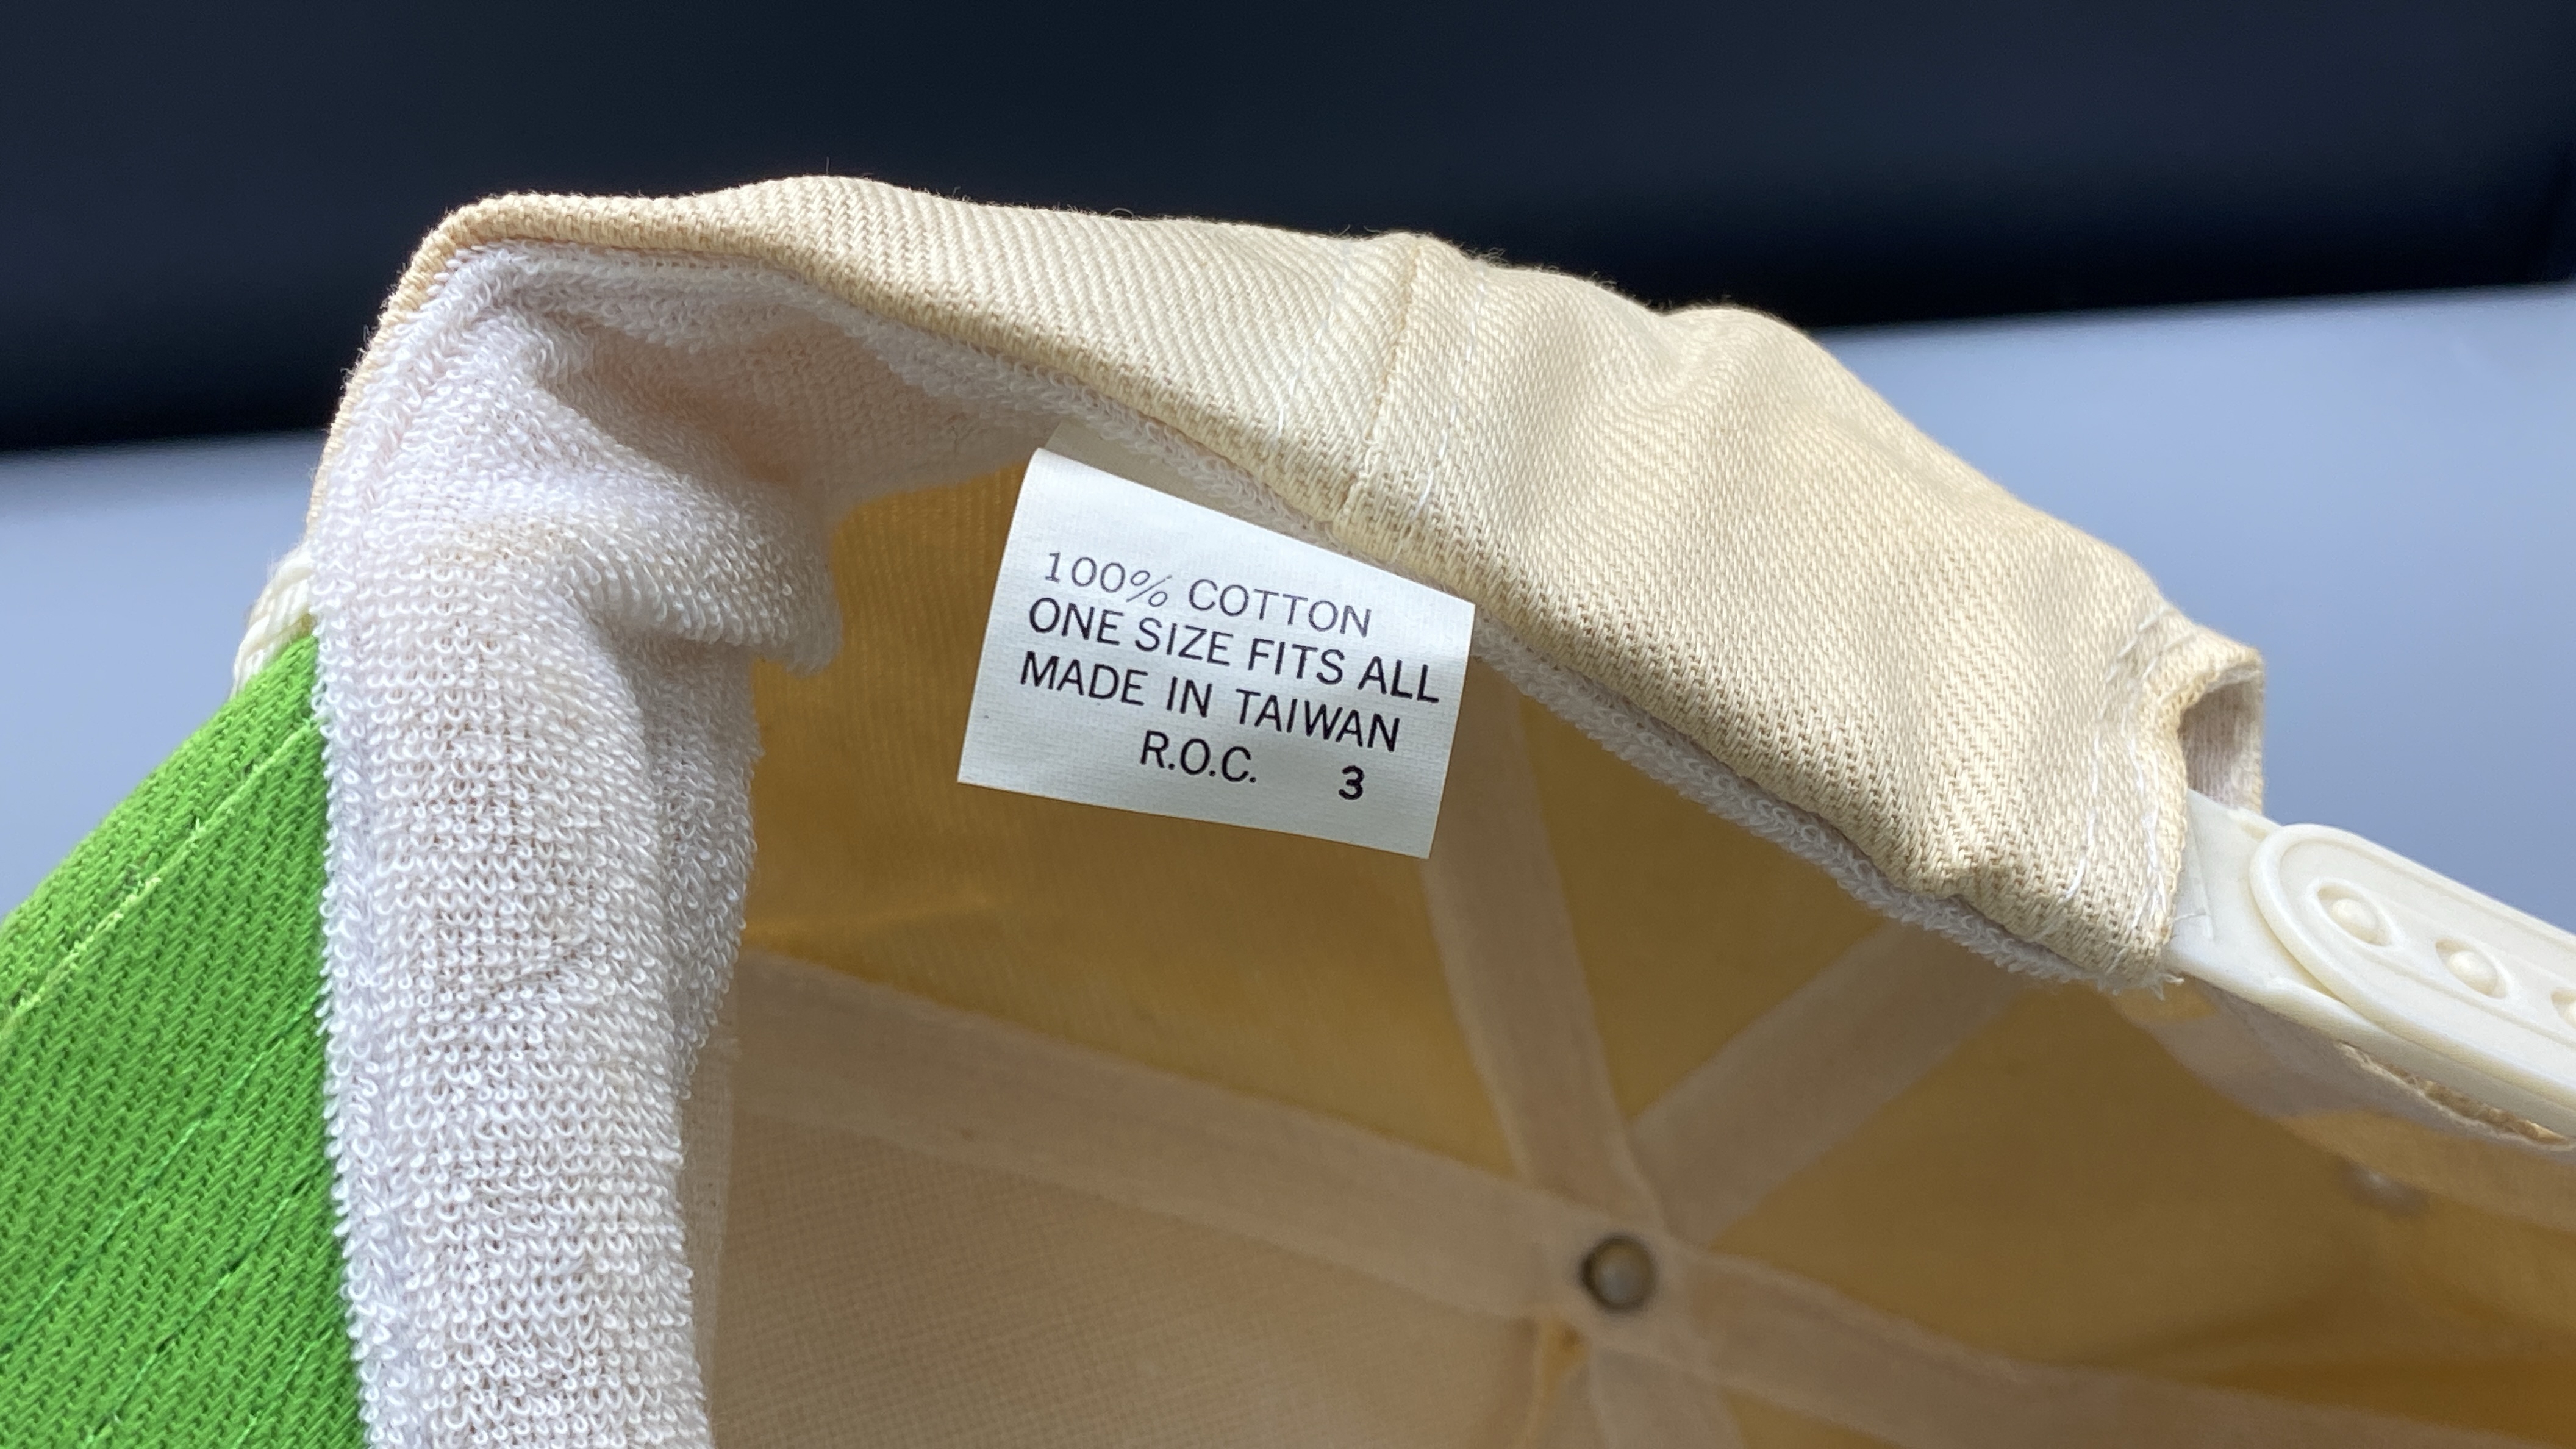 100% COTTON
ONE SIZE FITS ALL
MADE IN TAIWAN
R.O.C. 3